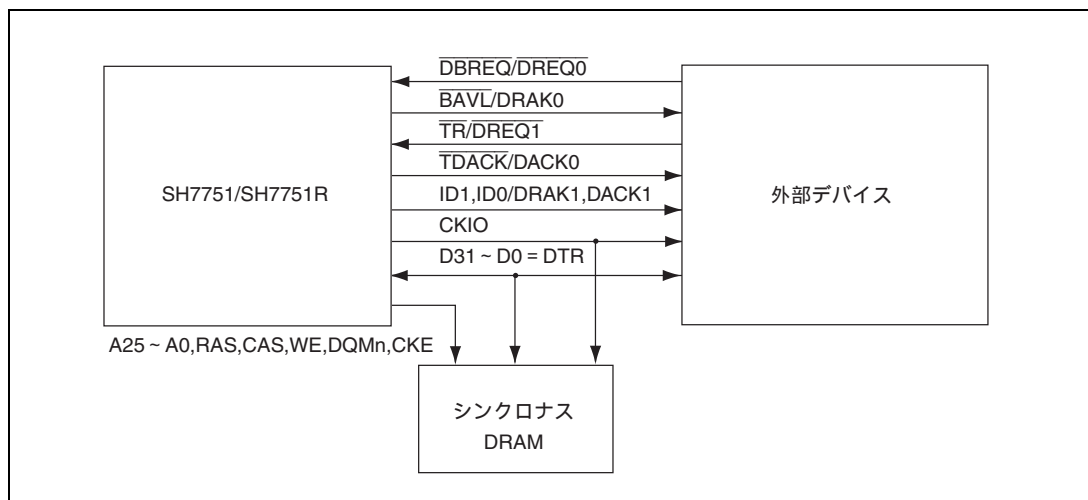 DBREQ/DREQ0
BAVL/DRAK0
TR/DREQ1
TDACK/DACK0
SH7751/SH7751R
ID1,ID0/DRAK1,DACK1
外部デバイス
CKIO
D31 ~ D0 = DTR
A25 ~ A0,RAS,CAS,WE,DQMn,CKE
シンクロナス
DRAM